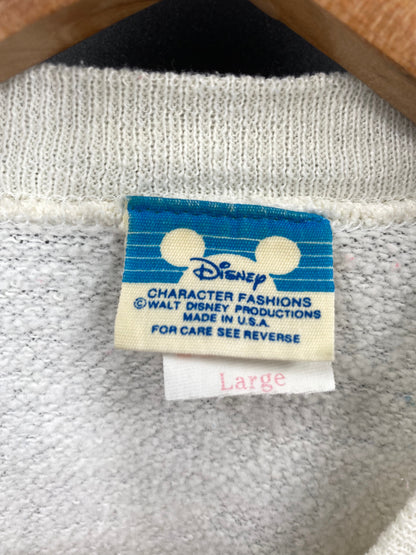 Disney
CHARACTER FASHIONS
©WALT DISNEY PRODUCTIONS
MADE IN U.S.A.
FOR CARE SEE REVERSE
Large